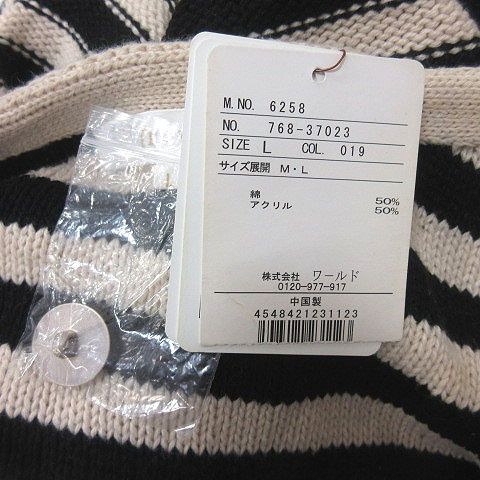 M.NO. 6258
NO. 768-37023
SIZE L COL. 019
サイズ展開 M・L
綿 50%
アクリル 50%
株式会社 ワールド
0120-977-917
中国製
4548421231123